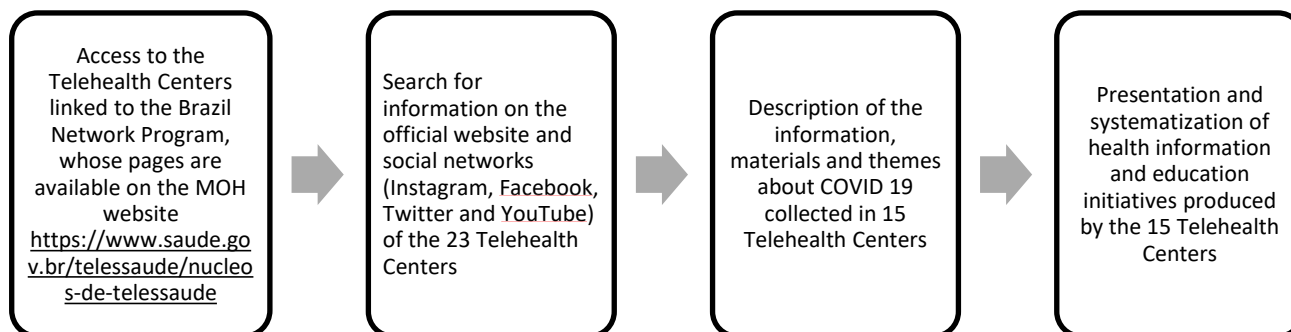 Access to the
Telehealth Centers
linked to the Brazil
Network Program,
whose pages are
available on the MOH
website
https://www.saude.go
v.br/telessaude/nucleo
s-de-telessaude
Search for
information on the
official website and
social networks
(Instagram, Facebook,
Twitter and YouTube)
of the 23 Telehealth
Centers
Description of the
information,
materials and themes
about COVID 19
collected in 15
Telehealth Centers
Presentation and
systematization of
health information
and education
initiatives produced
by the 15 Telehealth
Centers